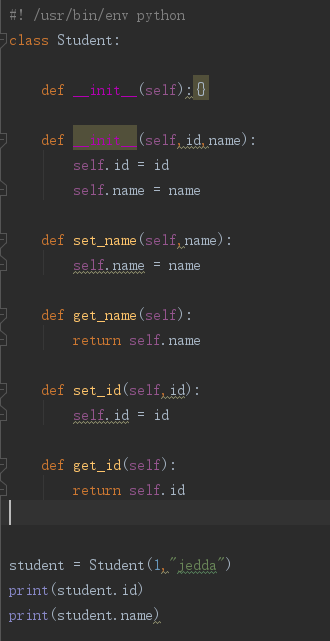 #! /usr/bin/env python
class Student:
def __init__(self):{}
def __init__(self,id,name):
self.id = id
self.name = name
def set_name(self,name):
self.name = name
def get_name(self):
return self.name
def set_id(self,id):
self.id = id
def get_id(self):
return self.id
student = Student(1,"jedda")
print(student.id)
print(student.name)